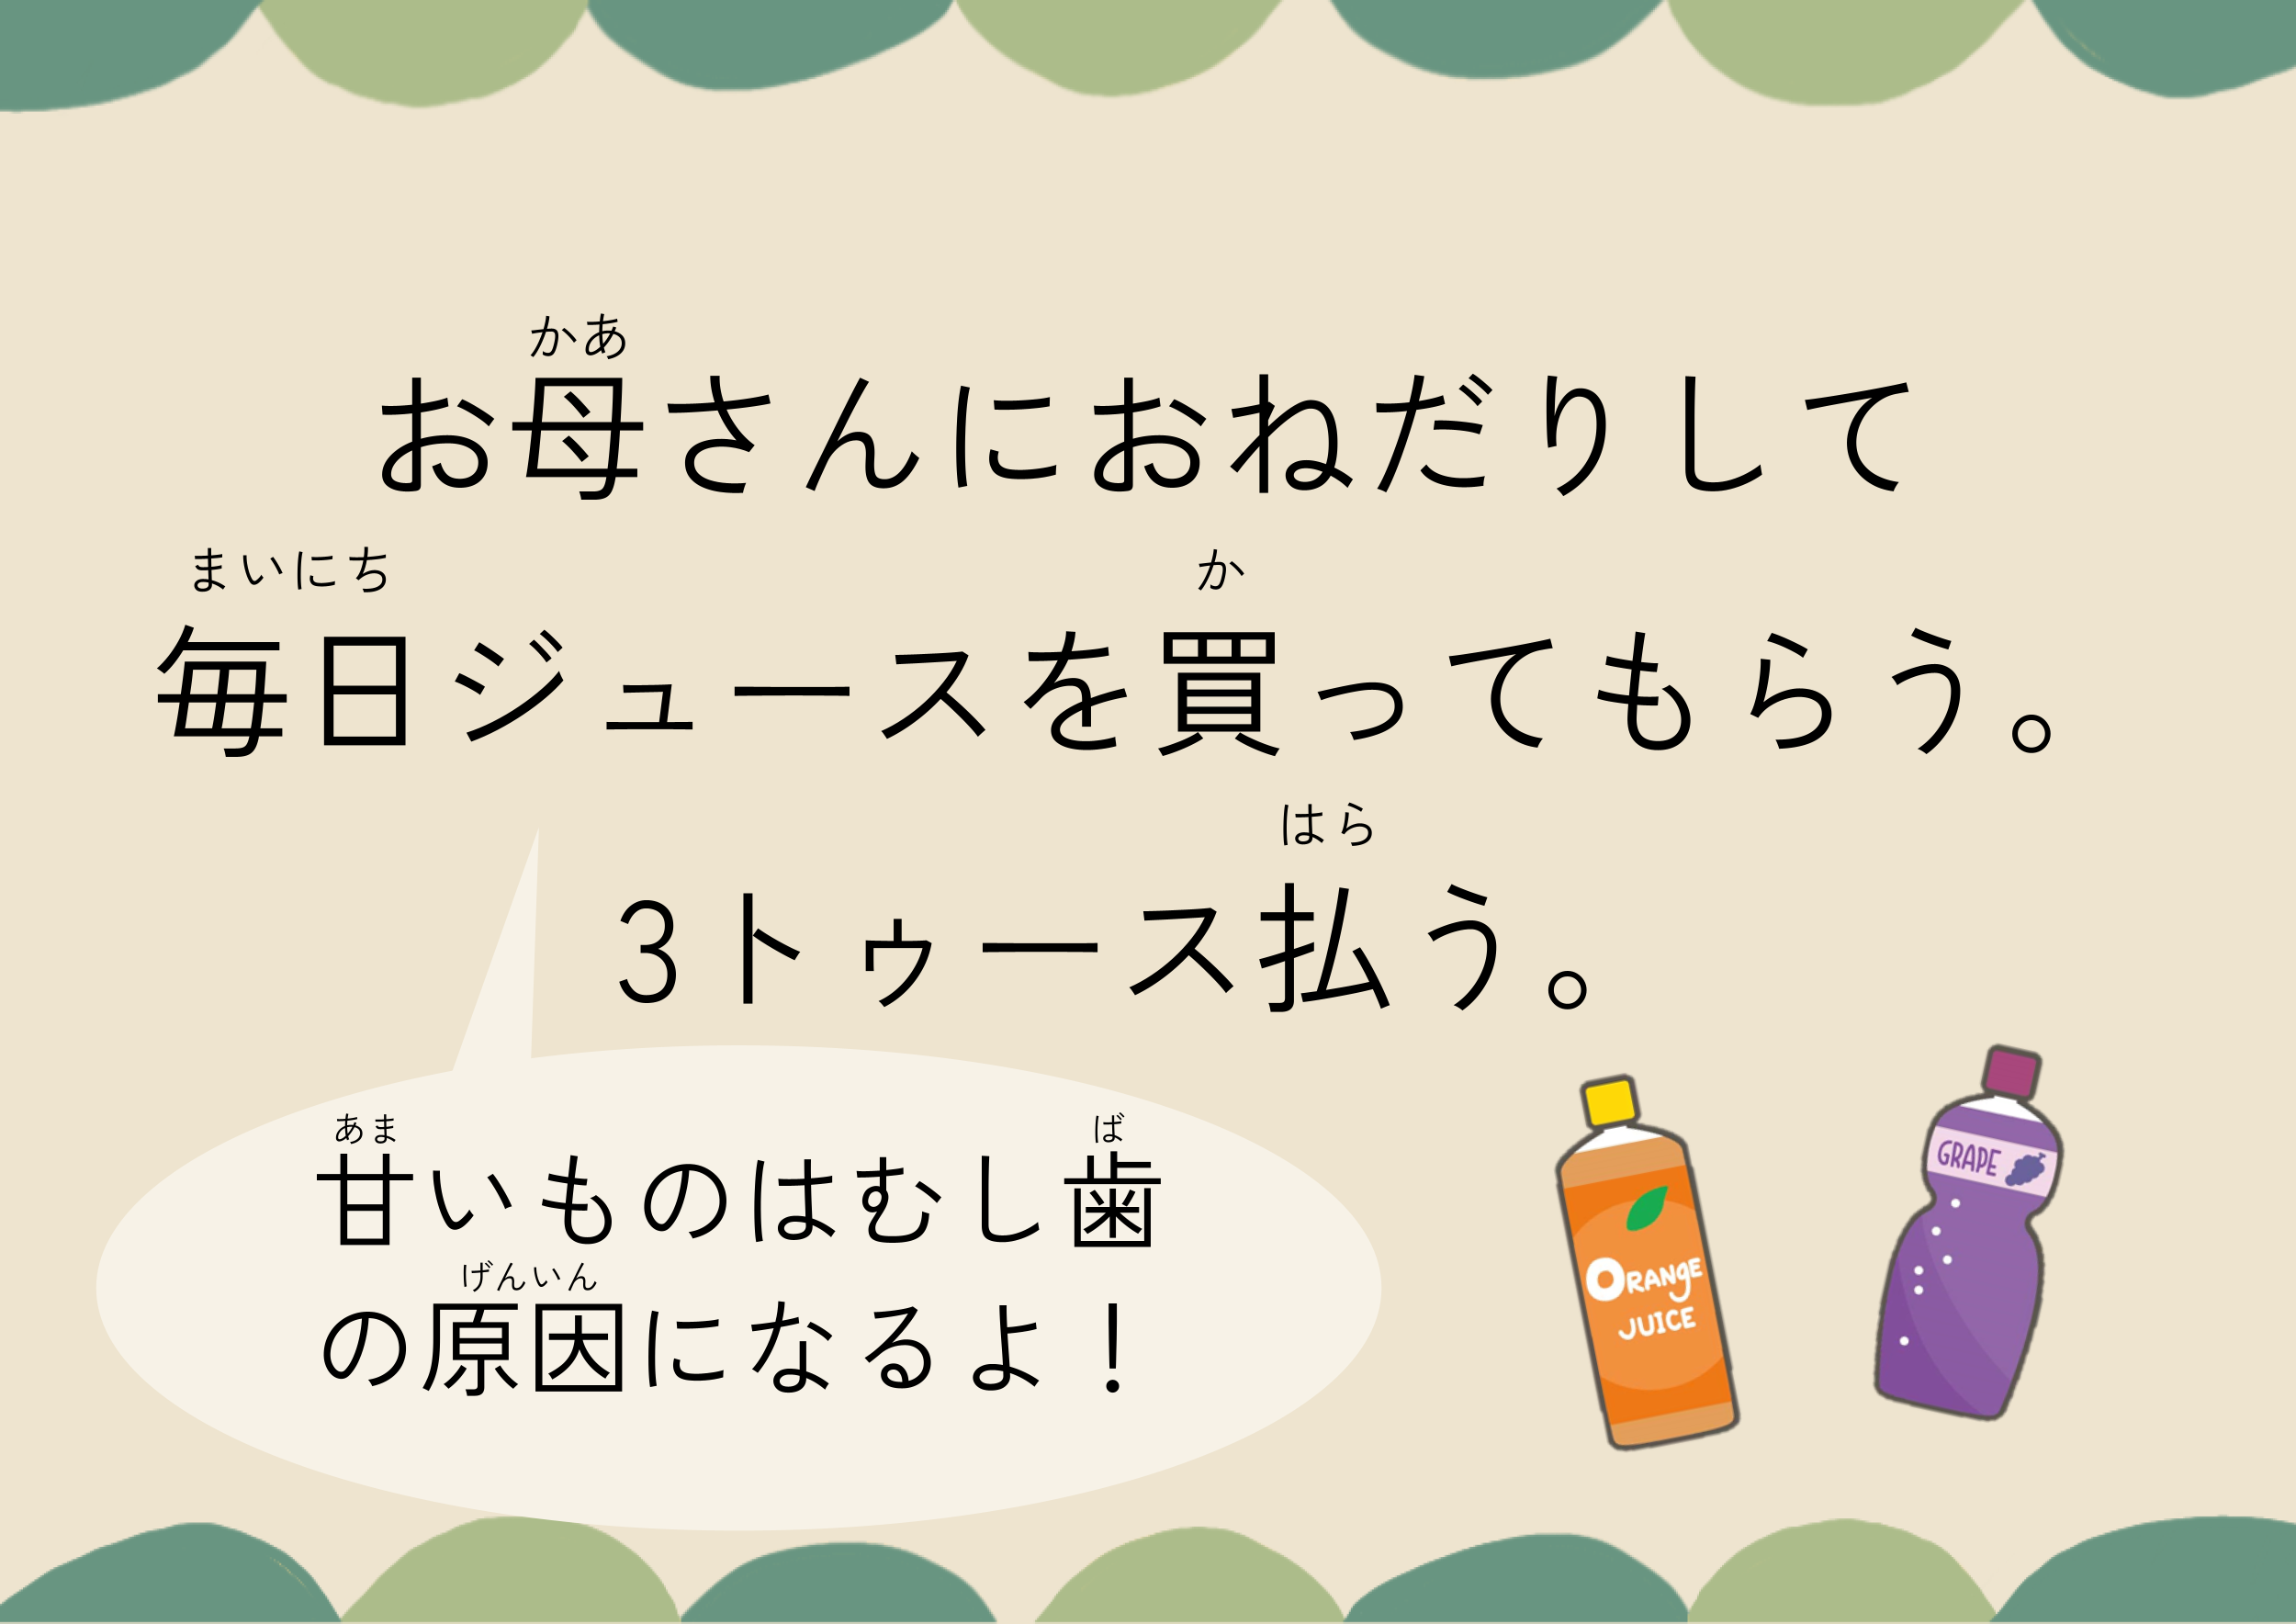 かあ
お母さんにおねだりして
まいにち か
毎日ジュースを買ってもらう。
はら
3トゥース払う。
あま ば
甘いものはむし歯
げんいん
の原因になるよ！
GRAPE
ORANGE
JUICE